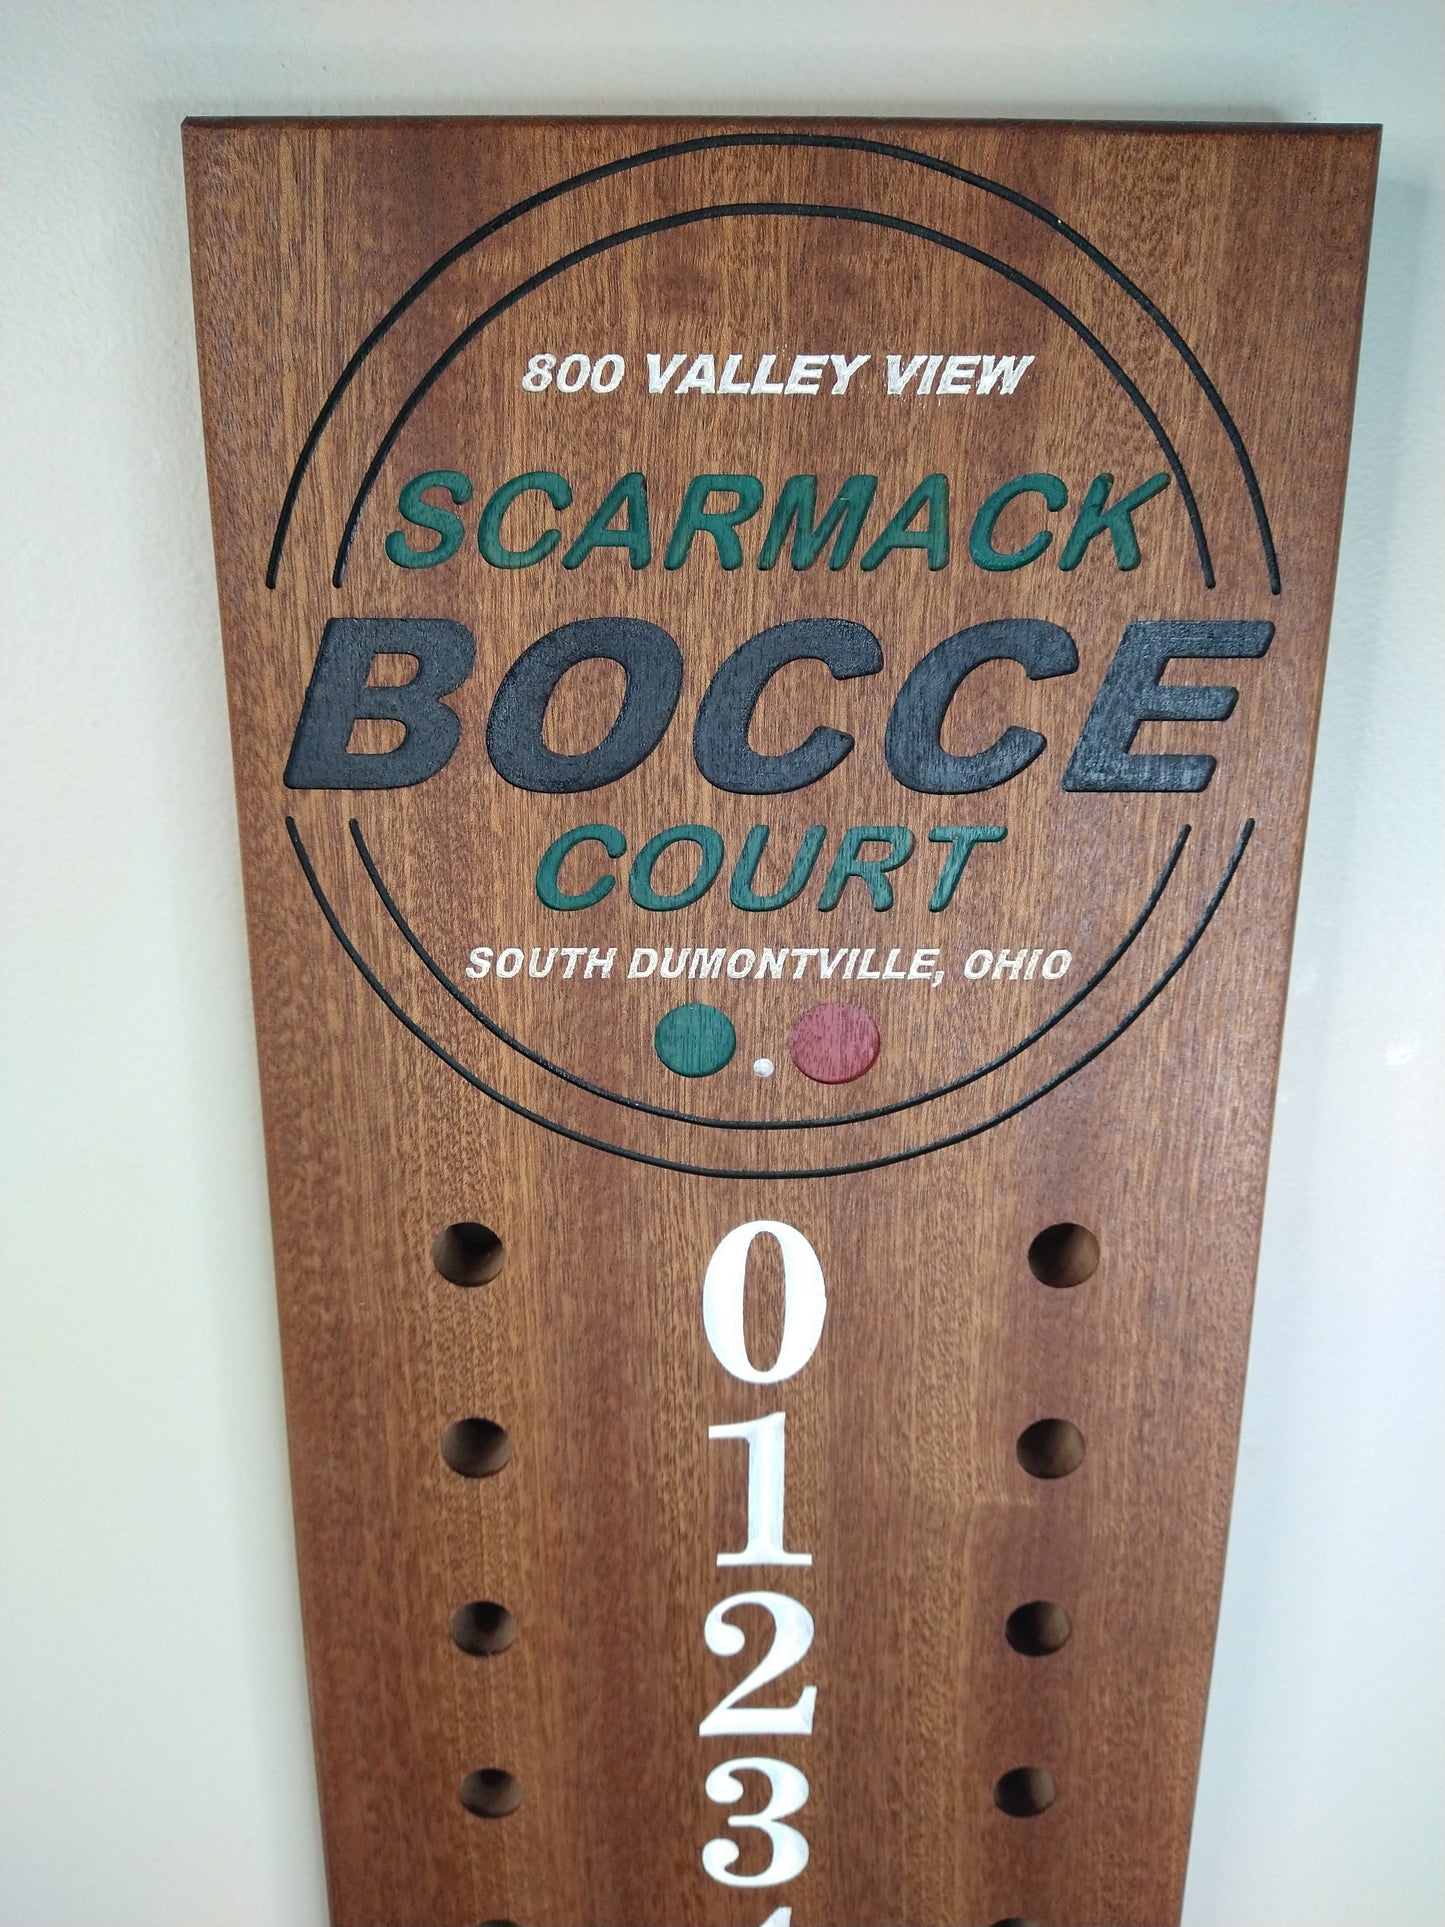 800 VALLEY VIEW
SCARMACK
BOCCE
COURT
SOUTH DUMONTVILLE, OHIO
0
1
2
3